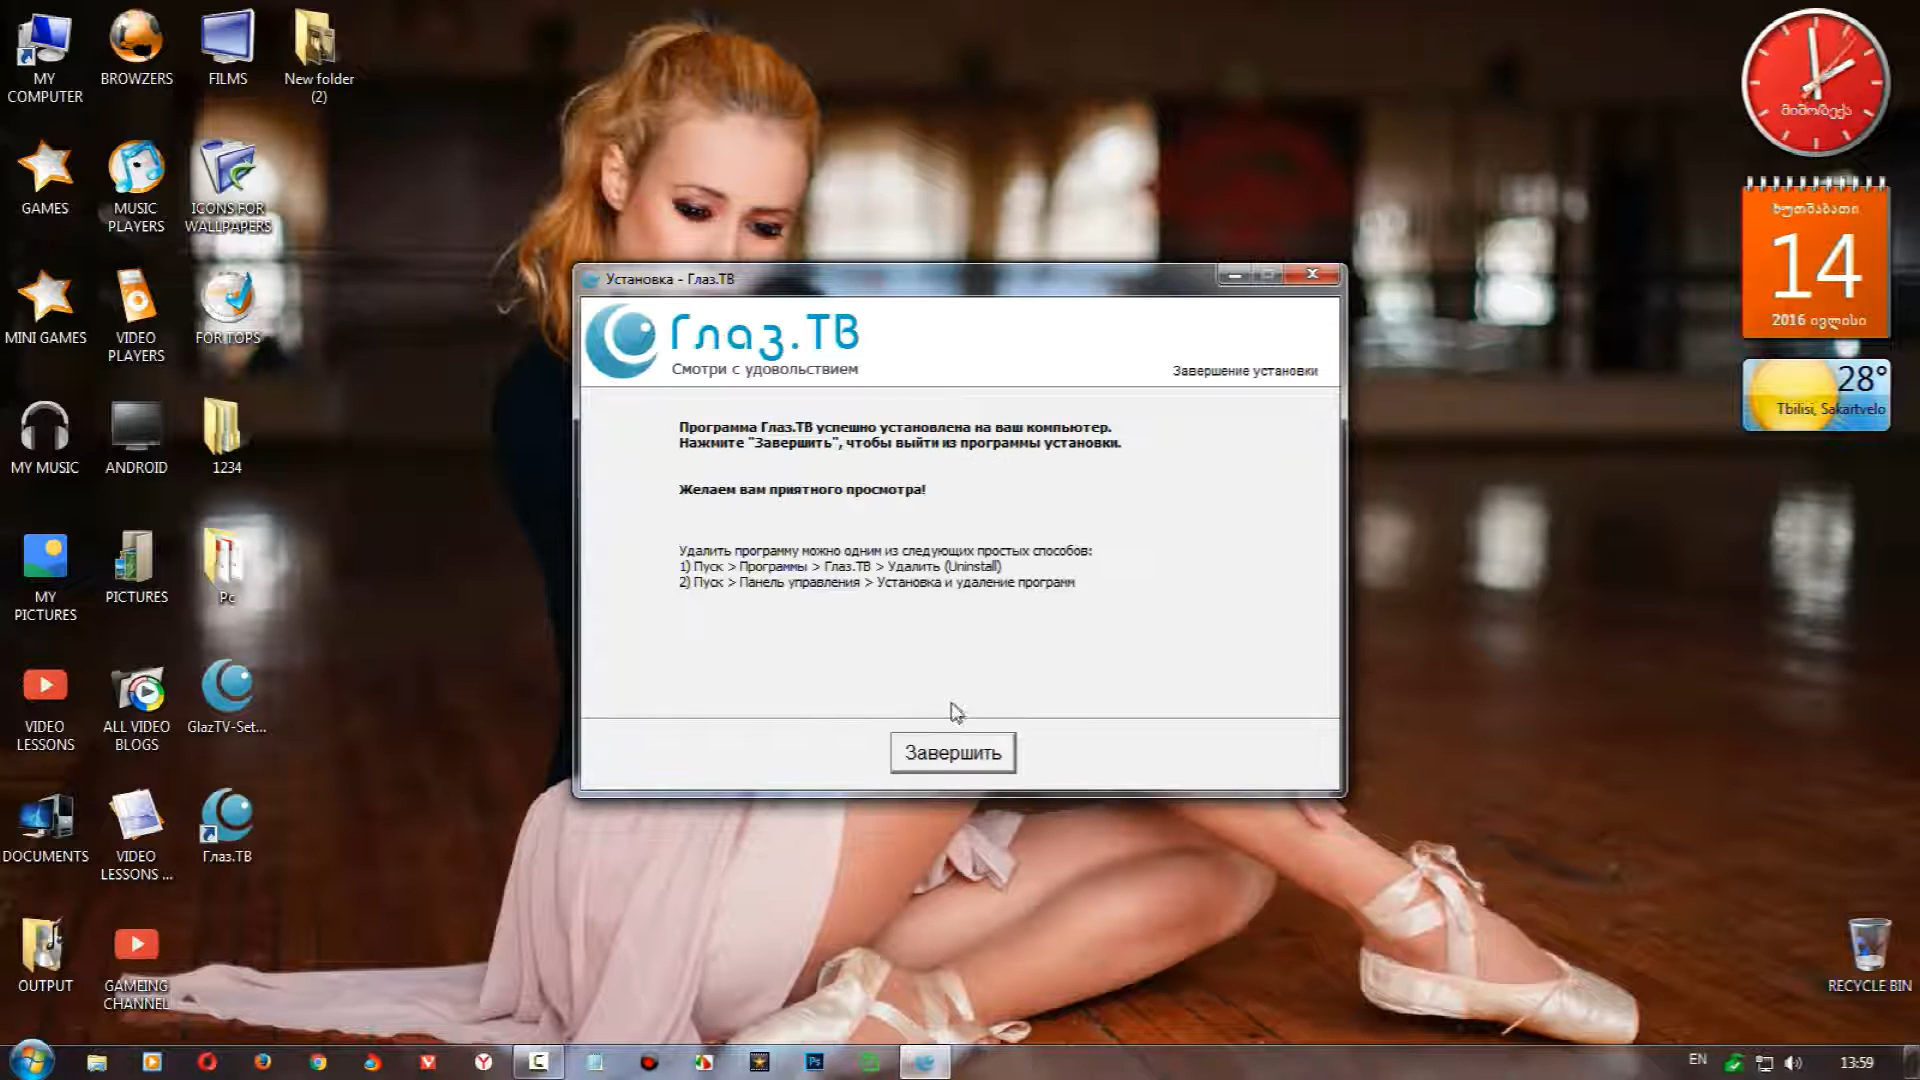 MY
COMPUTER
BROWZERS
FILMS
New folder
(2)
GAMES
MUSIC
PLAYERS
ICONS FOR
WALLPAPERS
MINI GAMES
VIDEO
PLAYERS
FOR TOPS
MY MUSIC
ANDROID
1234
MY
PICTURES
PICTURES
Pc
VIDEO
LESSONS
ALL VIDEO
BLOGS
GlazTV-Set...
DOCUMENTS
VIDEO
LESSONS ...
Глаз.ТВ
OUTPUT
GAMEING
CHANNEL
Установка - Глаз.ТВ
Глаз.ТВ
Смотри с удовольствием
Завершение установки
Программа Глаз.ТВ успешно установлена на ваш компьютер.
Нажмите "Завершить", чтобы выйти из программы установки.
Желаем вам приятного просмотра!
Удалить программу можно одним из следующих простых способов:
1) Пуск > Программы > Глаз.ТВ > Удалить (Uninstall)
2) Пуск > Панель управления > Установка и удаление программ
Завершить
ხუთშაბათი
14
2016 ივლისი
28°
Tbilisi, Sakartvelo
RECYCLE BIN
Ps
EN
13:59